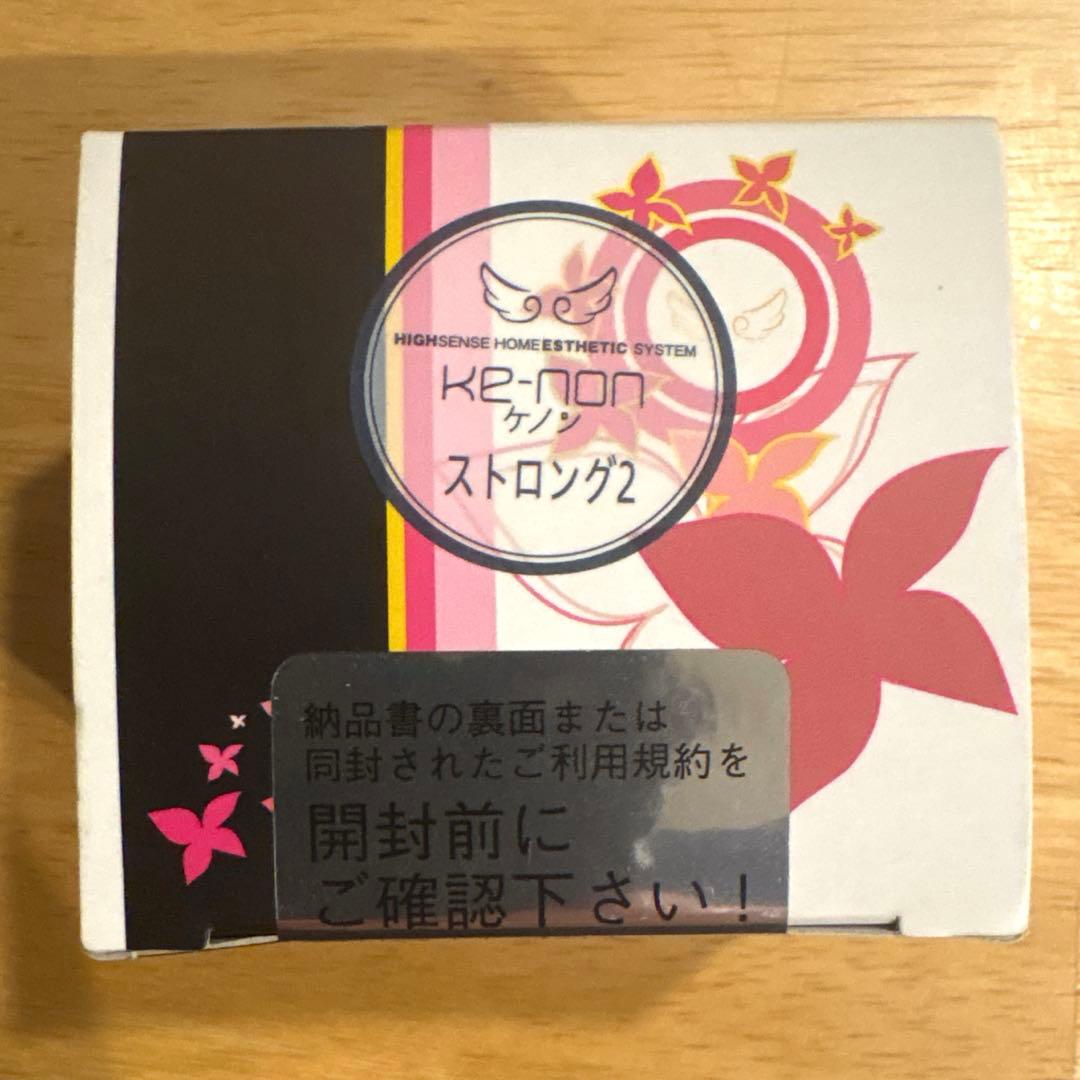 HIGHSENSE HOMEESTHETIC SYSTEM
Ke-non
ケノン
ストロング2
納品書の裏面または
同封されたご利用規約を
開封前に
ご確認下さい!